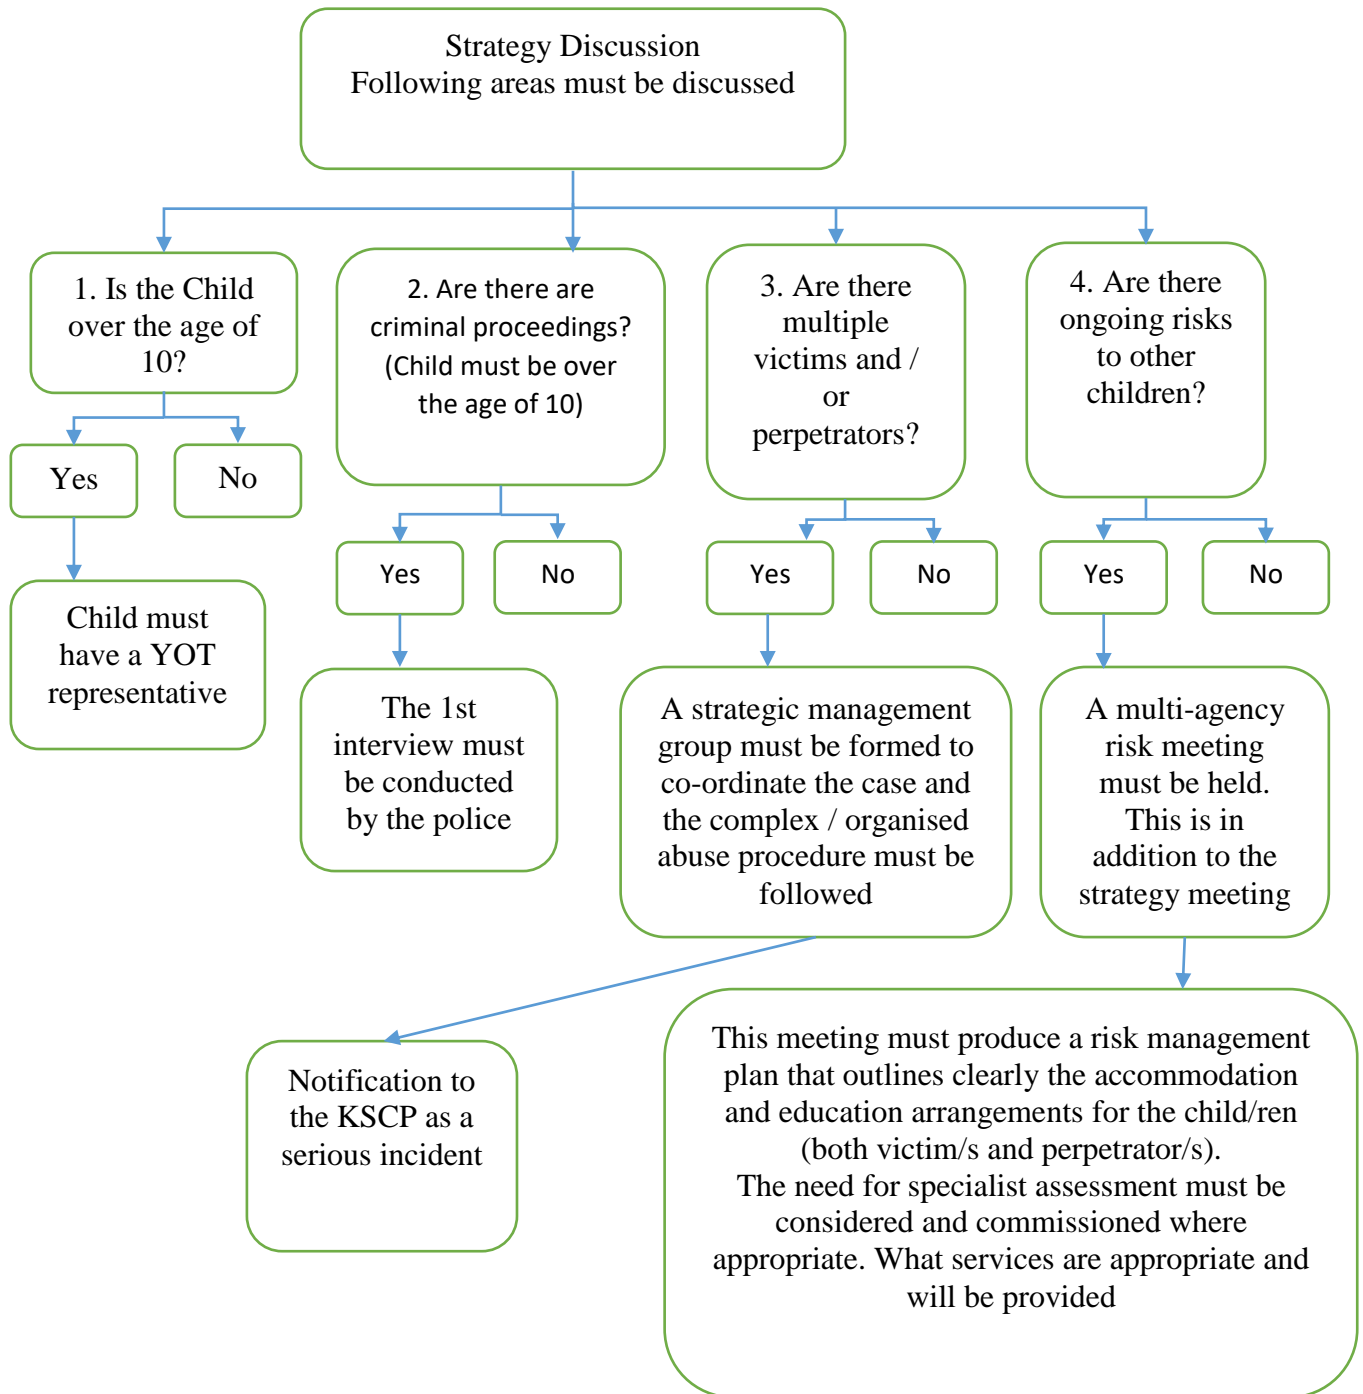 Strategy Discussion
Following areas must be discussed
1. Is the Child
over the age of
10?
2. Are there are
criminal proceedings?
(Child must be over
the age of 10)
3. Are there
multiple
victims and /
or
perpetrators?
4. Are there
ongoing risks
to other
children?
Yes
No
Yes
No
Yes
No
Yes
No
Child must
have a YOT
representative
The 1st
interview must
be conducted
by the police
A strategic management
group must be formed to
co-ordinate the case and
the complex / organised
abuse procedure must be
followed
A multi-agency
risk meeting
must be held.
This is in
addition to the
strategy meeting
Notification to
the KSCP as a
serious incident
This meeting must produce a risk management
plan that outlines clearly the accommodation
and education arrangements for the child/ren
(both victim/s and perpetrator/s).
The need for specialist assessment must be
considered and commissioned where
appropriate. What services are appropriate and
will be provided